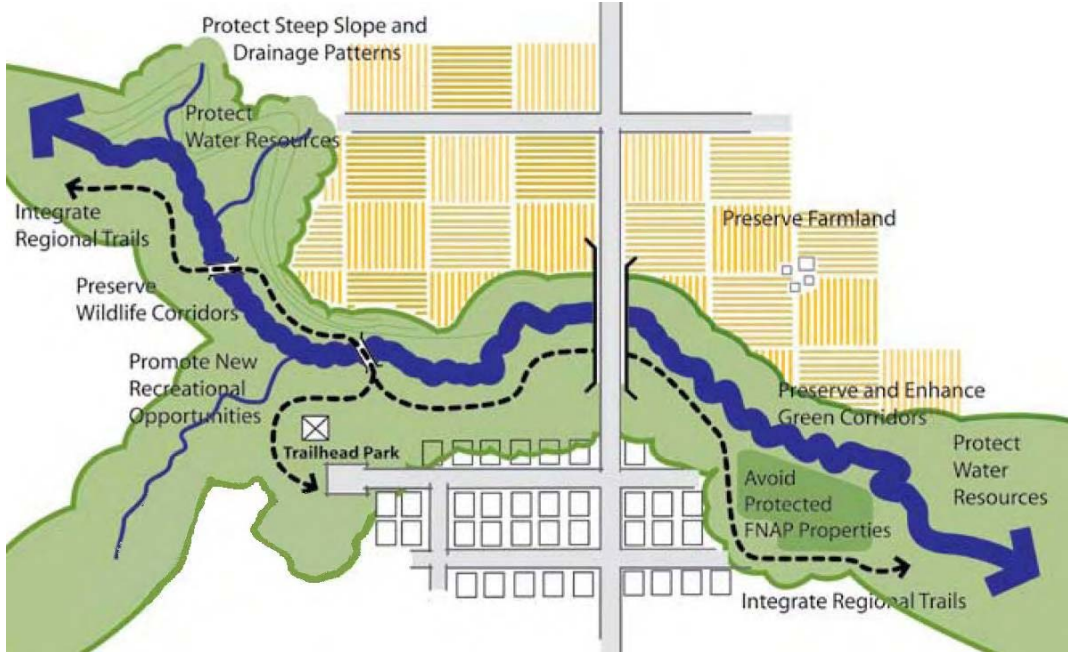 Protect Steep Slope and
Drainage Patterns
Protect
Water Resources
Integrate
Regional Trails
Preserve Farmland
Preserve
Wildlife Corridors
Promote New
Recreational
Opportunities
Preserve and Enhance
Green Corridors
Trailhead Park
Protect
Water
Resources
Avoid
Protected
FNAP Properties
Integrate Regional Trails